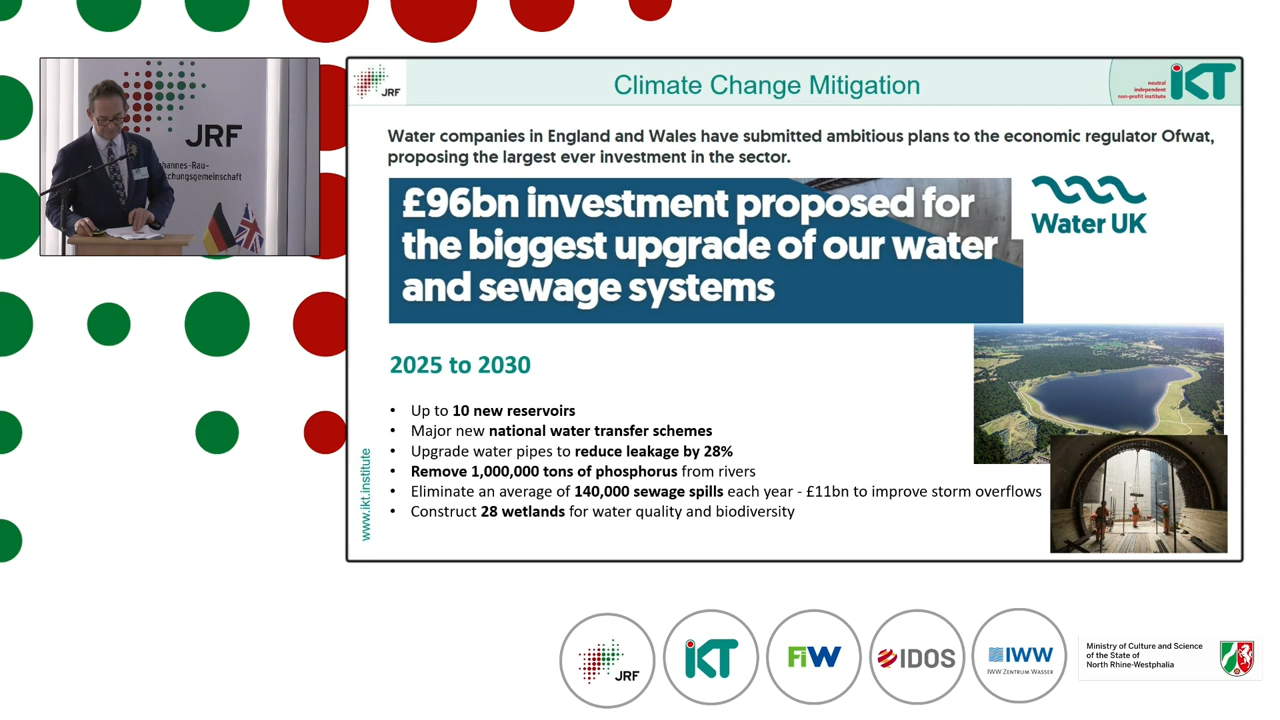 JRF
hannes-Rau-
schungsgemeinschaft
JRF
Climate Change Mitigation
neutral
independent
non-profit institute
iKT
Water companies in England and Wales have submitted ambitious plans to the economic regulator Ofwat,
proposing the largest ever investment in the sector.
£96bn investment proposed for
the biggest upgrade of our water
and sewage systems
Water UK
2025 to 2030
• Up to 10 new reservoirs
• Major new national water transfer schemes
• Upgrade water pipes to reduce leakage by 28%
• Remove 1,000,000 tons of phosphorus from rivers
• Eliminate an average of 140,000 sewage spills each year - £11bn to improve storm overflows
• Construct 28 wetlands for water quality and biodiversity
www.ikt.institute
JRF
iKT
FiW
IDOS
IWW
IWW ZENTRUM WASSER
Ministry of Culture and Science
of the State of
North Rhine-Westphalia